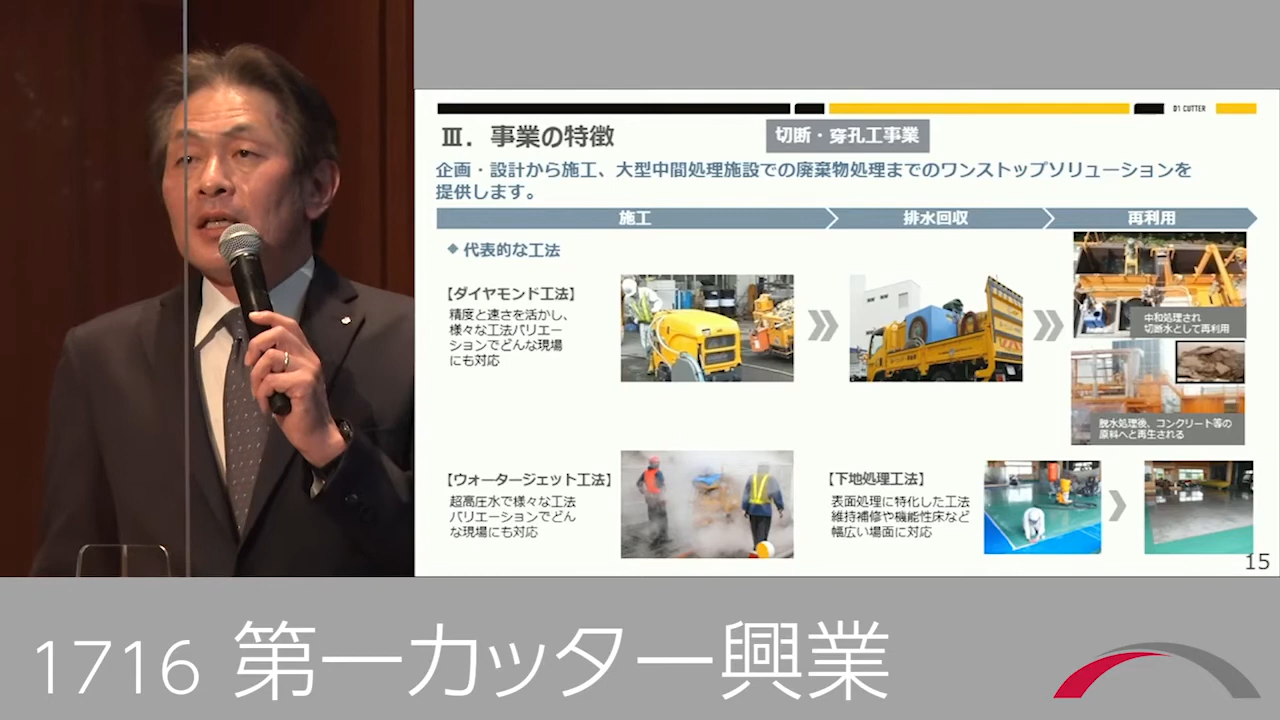 D1 CUTTER
Ⅲ．事業の特徴
切断・穿孔工事業
企画・設計から施工、大型中間処理施設での廃棄物処理までのワンストップソリューションを
提供します。
施工
排水回収
再利用
◆ 代表的な工法
【ダイヤモンド工法】
精度と速さを活かし、
様々な工法バリエー
ションでどんな現場
にも対応
中和処理され
切断水として再利用
脱水処理後、コンクリート等の
原料へと再生される
【ウォータージェット工法】
超高圧水で様々な工法
バリエーションでどん
な現場にも対応
【下地処理工法】
表面処理に特化した工法
維持補修や機能性床など
幅広い場面に対応
15
1716 第一カッター興業